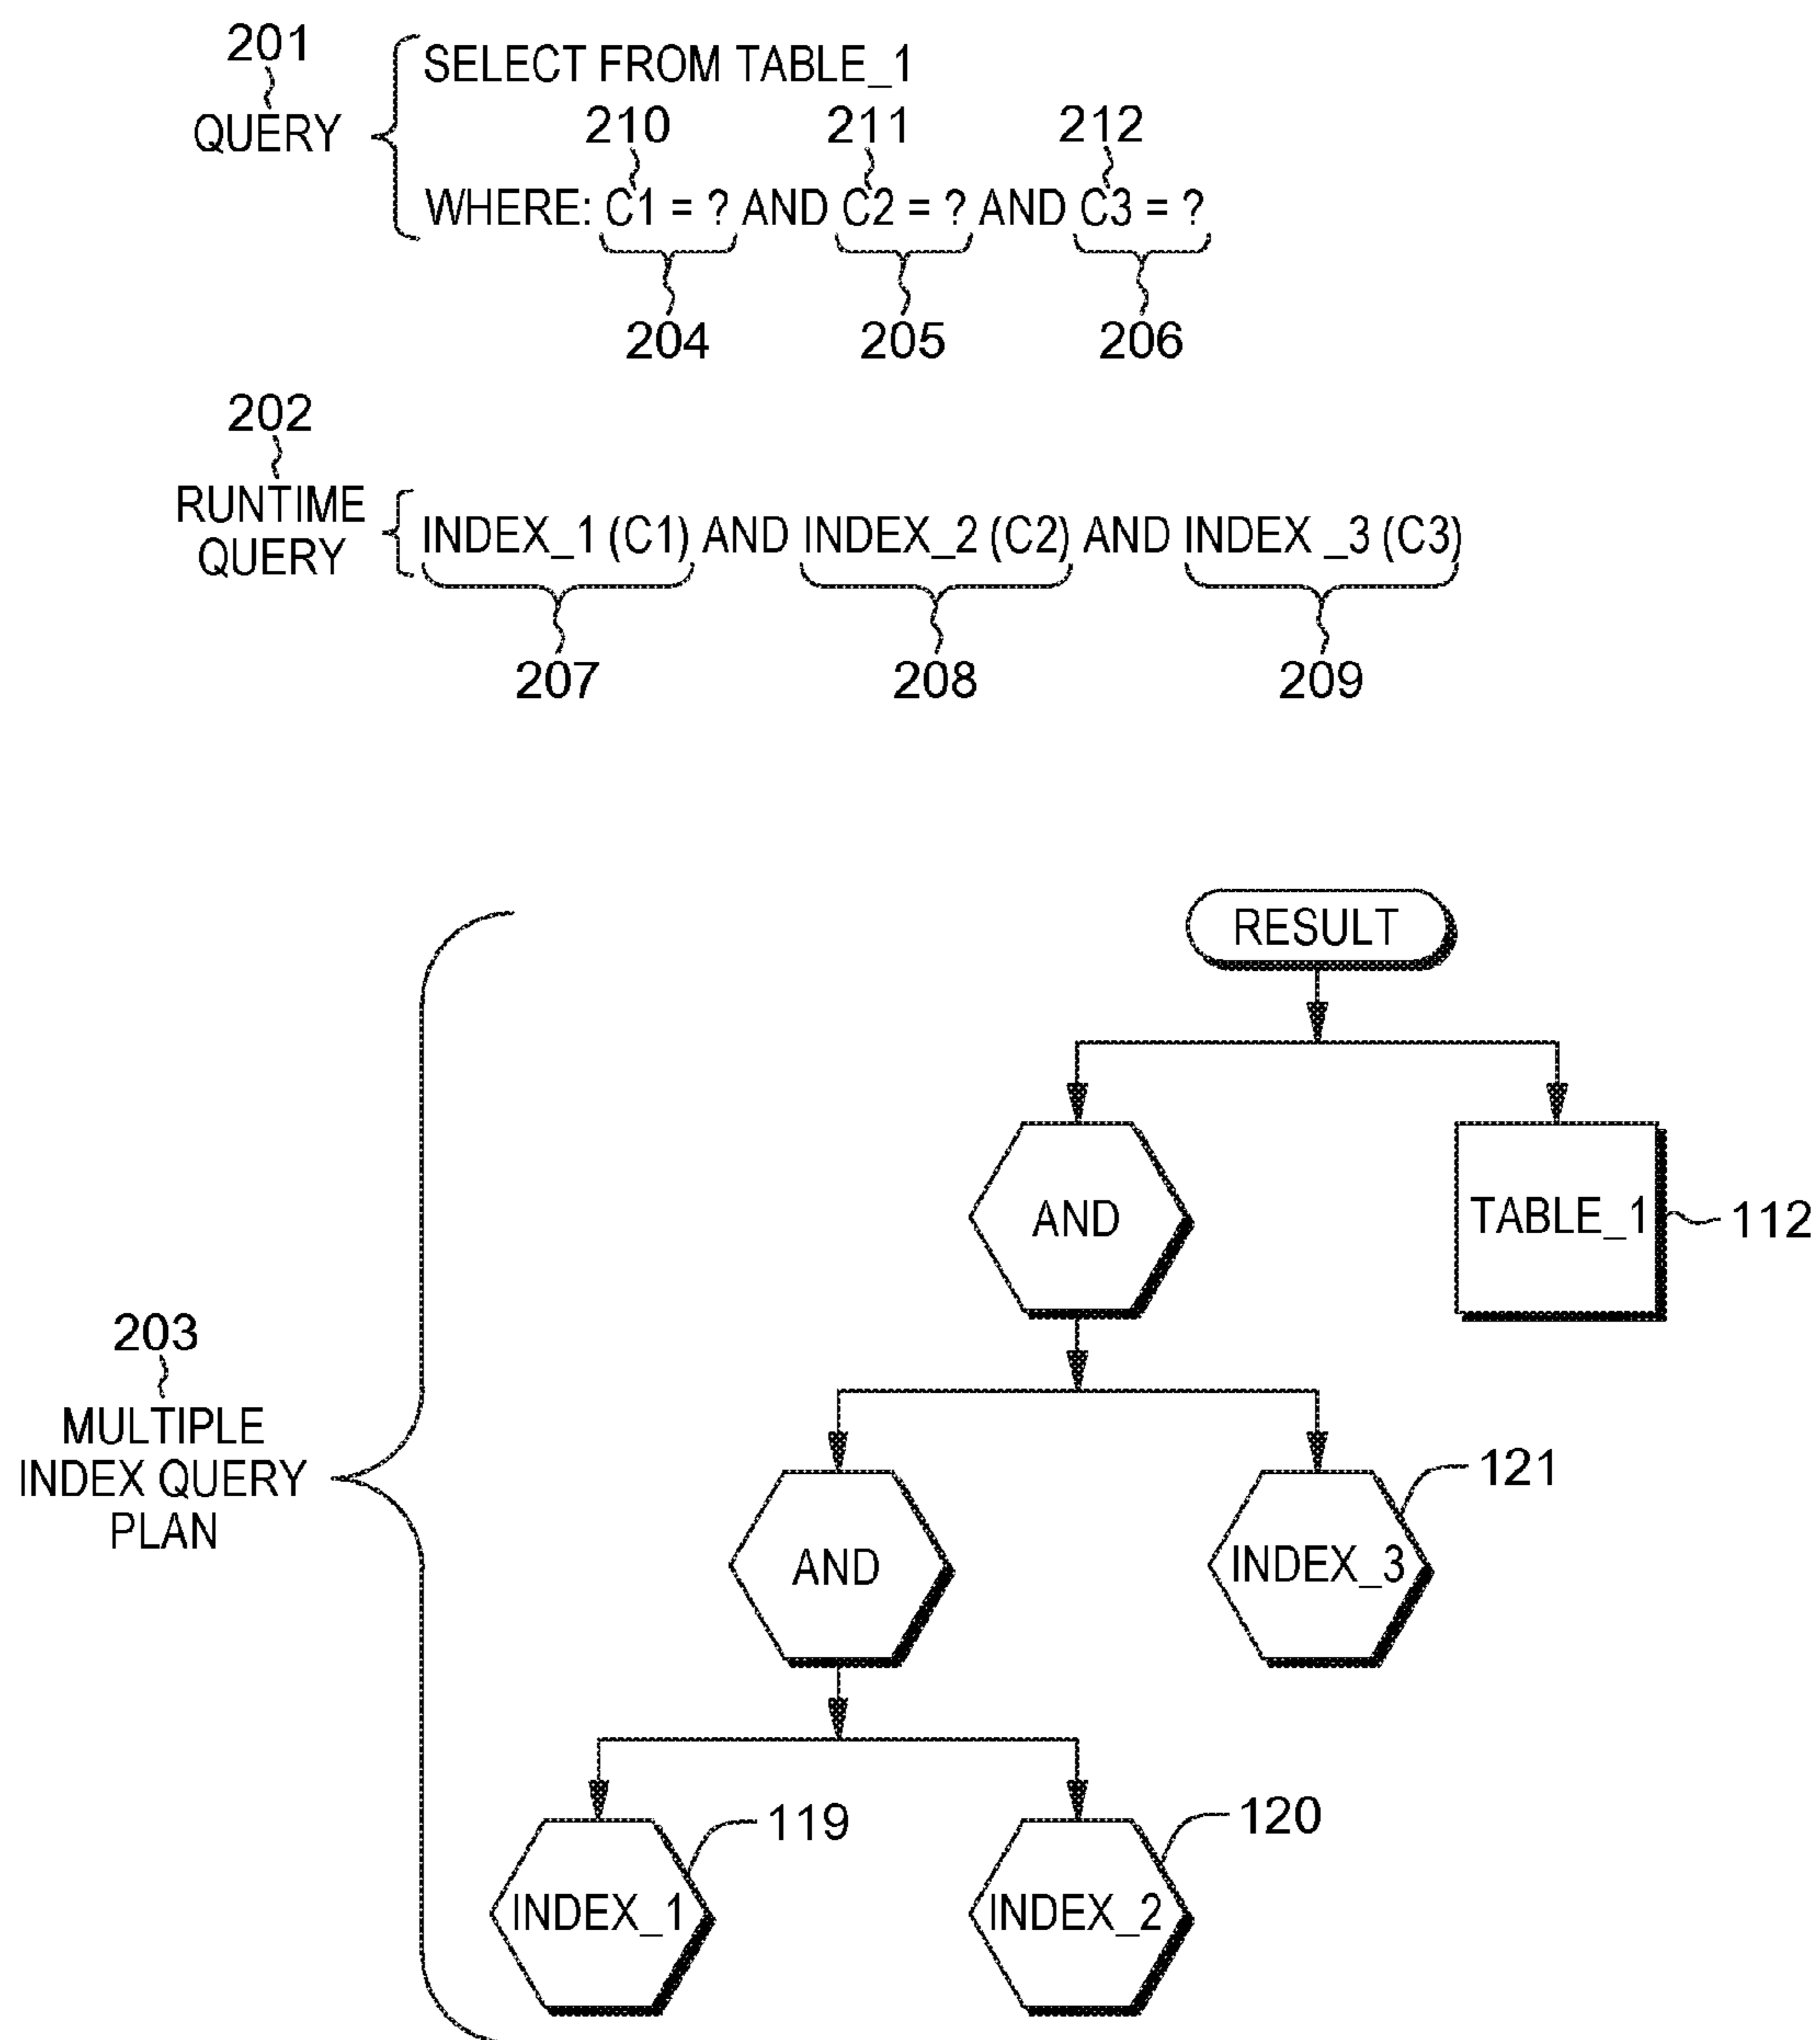 201
QUERY
SELECT FROM TABLE_1
210 211 212
WHERE: C1 = ? AND C2 = ? AND C3 = ?
204 205 206
202
RUNTIME
QUERY
INDEX_1 (C1) AND INDEX_2 (C2) AND INDEX _3 (C3)
207 208 209
RESULT
AND
TABLE_1
112
203
MULTIPLE
INDEX QUERY
PLAN
AND
INDEX_3
121
INDEX_1
119
INDEX_2
120